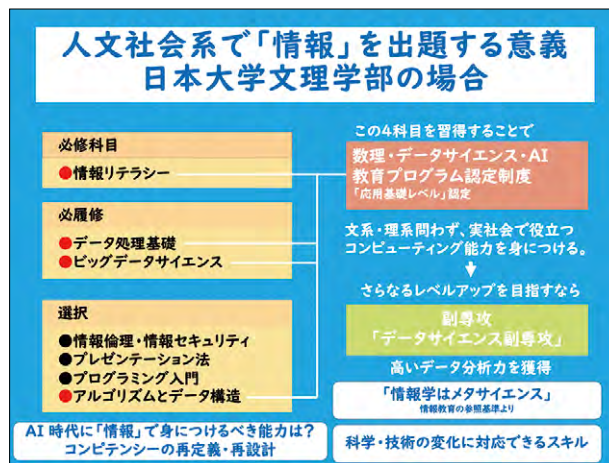 人文社会系で「情報」を出題する意義
日本大学文理学部の場合
必修科目
●情報リテラシー
必履修
●データ処理基礎
●ビッグデータサイエンス
選択
●情報倫理・情報セキュリティ
●プレゼンテーション法
●プログラミング入門
●アルゴリズムとデータ構造
この4科目を習得することで
数理・データサイエンス・AI
教育プログラム認定制度
「応用基礎レベル」認定
文系・理系問わず、実社会で役立つ
コンピューティング能力を身につける。
さらなるレベルアップを目指すなら
副専攻
「データサイエンス副専攻」
高いデータ分析力を獲得
「情報学はメタサイエンス」
情報教育の参照基準より
AI時代に「情報」で身につけるべき能力は?
コンピテンシーの再定義・再設計
科学・技術の変化に対応できるスキル